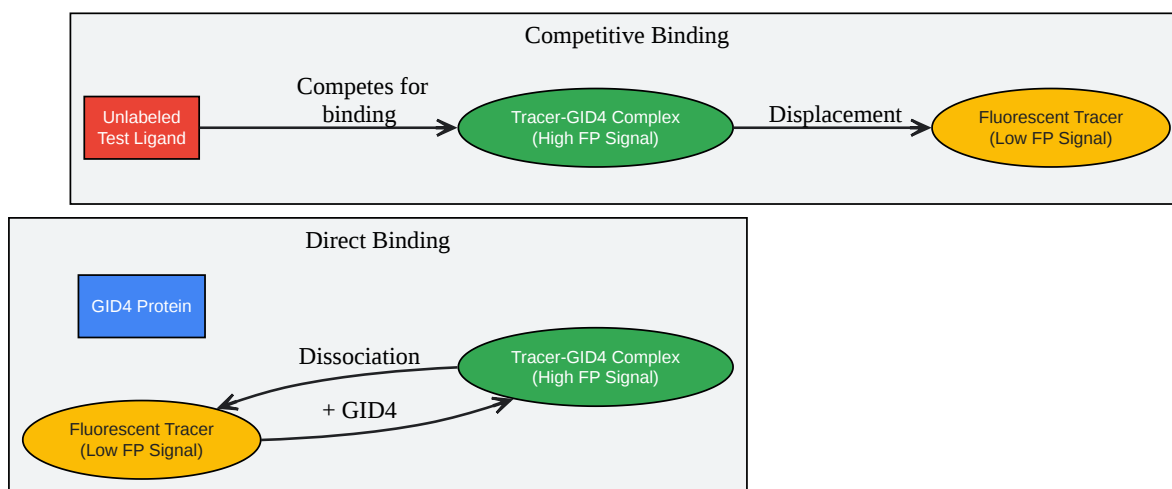 Competitive Binding
Unlabeled
Test Ligand
Competes for
binding
Tracer-GID4 Complex
(High FP Signal)
Displacement
Fluorescent Tracer
(Low FP Signal)
Direct Binding
GID4 Protein
Dissociation
Tracer-GID4 Complex
(High FP Signal)
+ GID4
Fluorescent Tracer
(Low FP Signal)